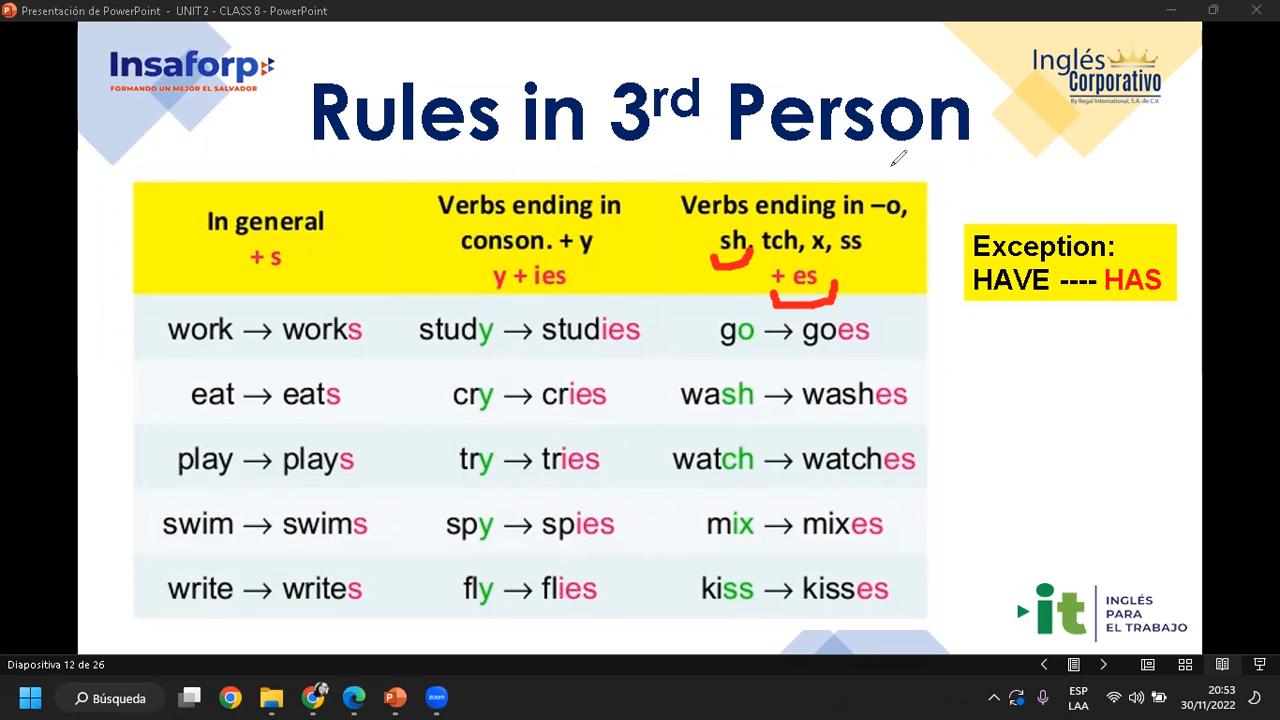 Presentación de PowerPoint - UNIT 2 - CLASS 8 - PowerPoint
Insaforp
FORMANDO UN MEJOR EL SALVADOR
Inglés
Corporativo
By Regal International, S.A. de C.V.
Rules in 3rd Person
In general
+ s
Verbs ending in
conson. + y
y + ies
Verbs ending in –o,
sh, tch, x, ss
+ es
Exception:
HAVE ---- HAS
work → works
study → studies
go → goes
eat → eats
cry → cries
wash → washes
play → plays
try → tries
watch → watches
swim → swims
spy → spies
mix → mixes
write → writes
fly → flies
kiss → kisses
it
INGLÉS
PARA
EL TRABAJO
Diapositiva 12 de 26
Búsqueda
zoom
ESP
LAA
20:53
30/11/2022